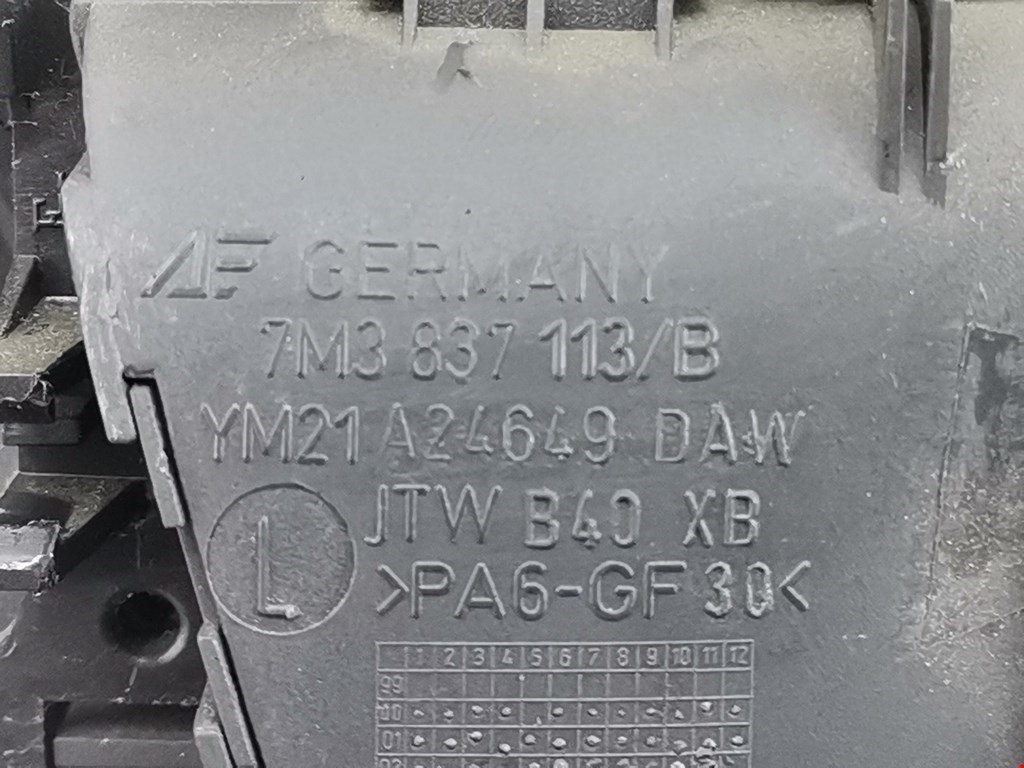 AF GERMANY
7M3 837 113/B
YM21 A24649 DAW
JTW B40 XB
L
>PA6-GF30<
1 2 3 4 5 6 7 8 9 10 11 12
99
00
01